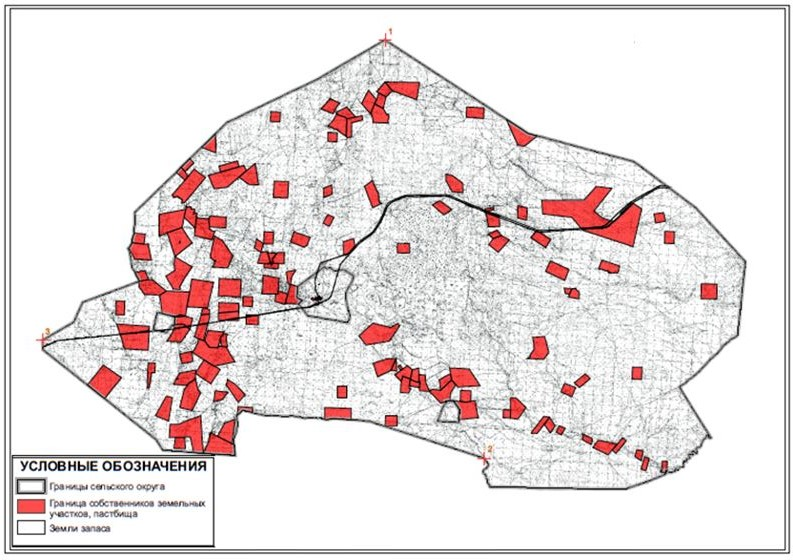 1
3
2
УСЛОВНЫЕ ОБОЗНАЧЕНИЯ
Границы сельского округа
Граница собственников земельных
участков, пастбища
Земли запаса